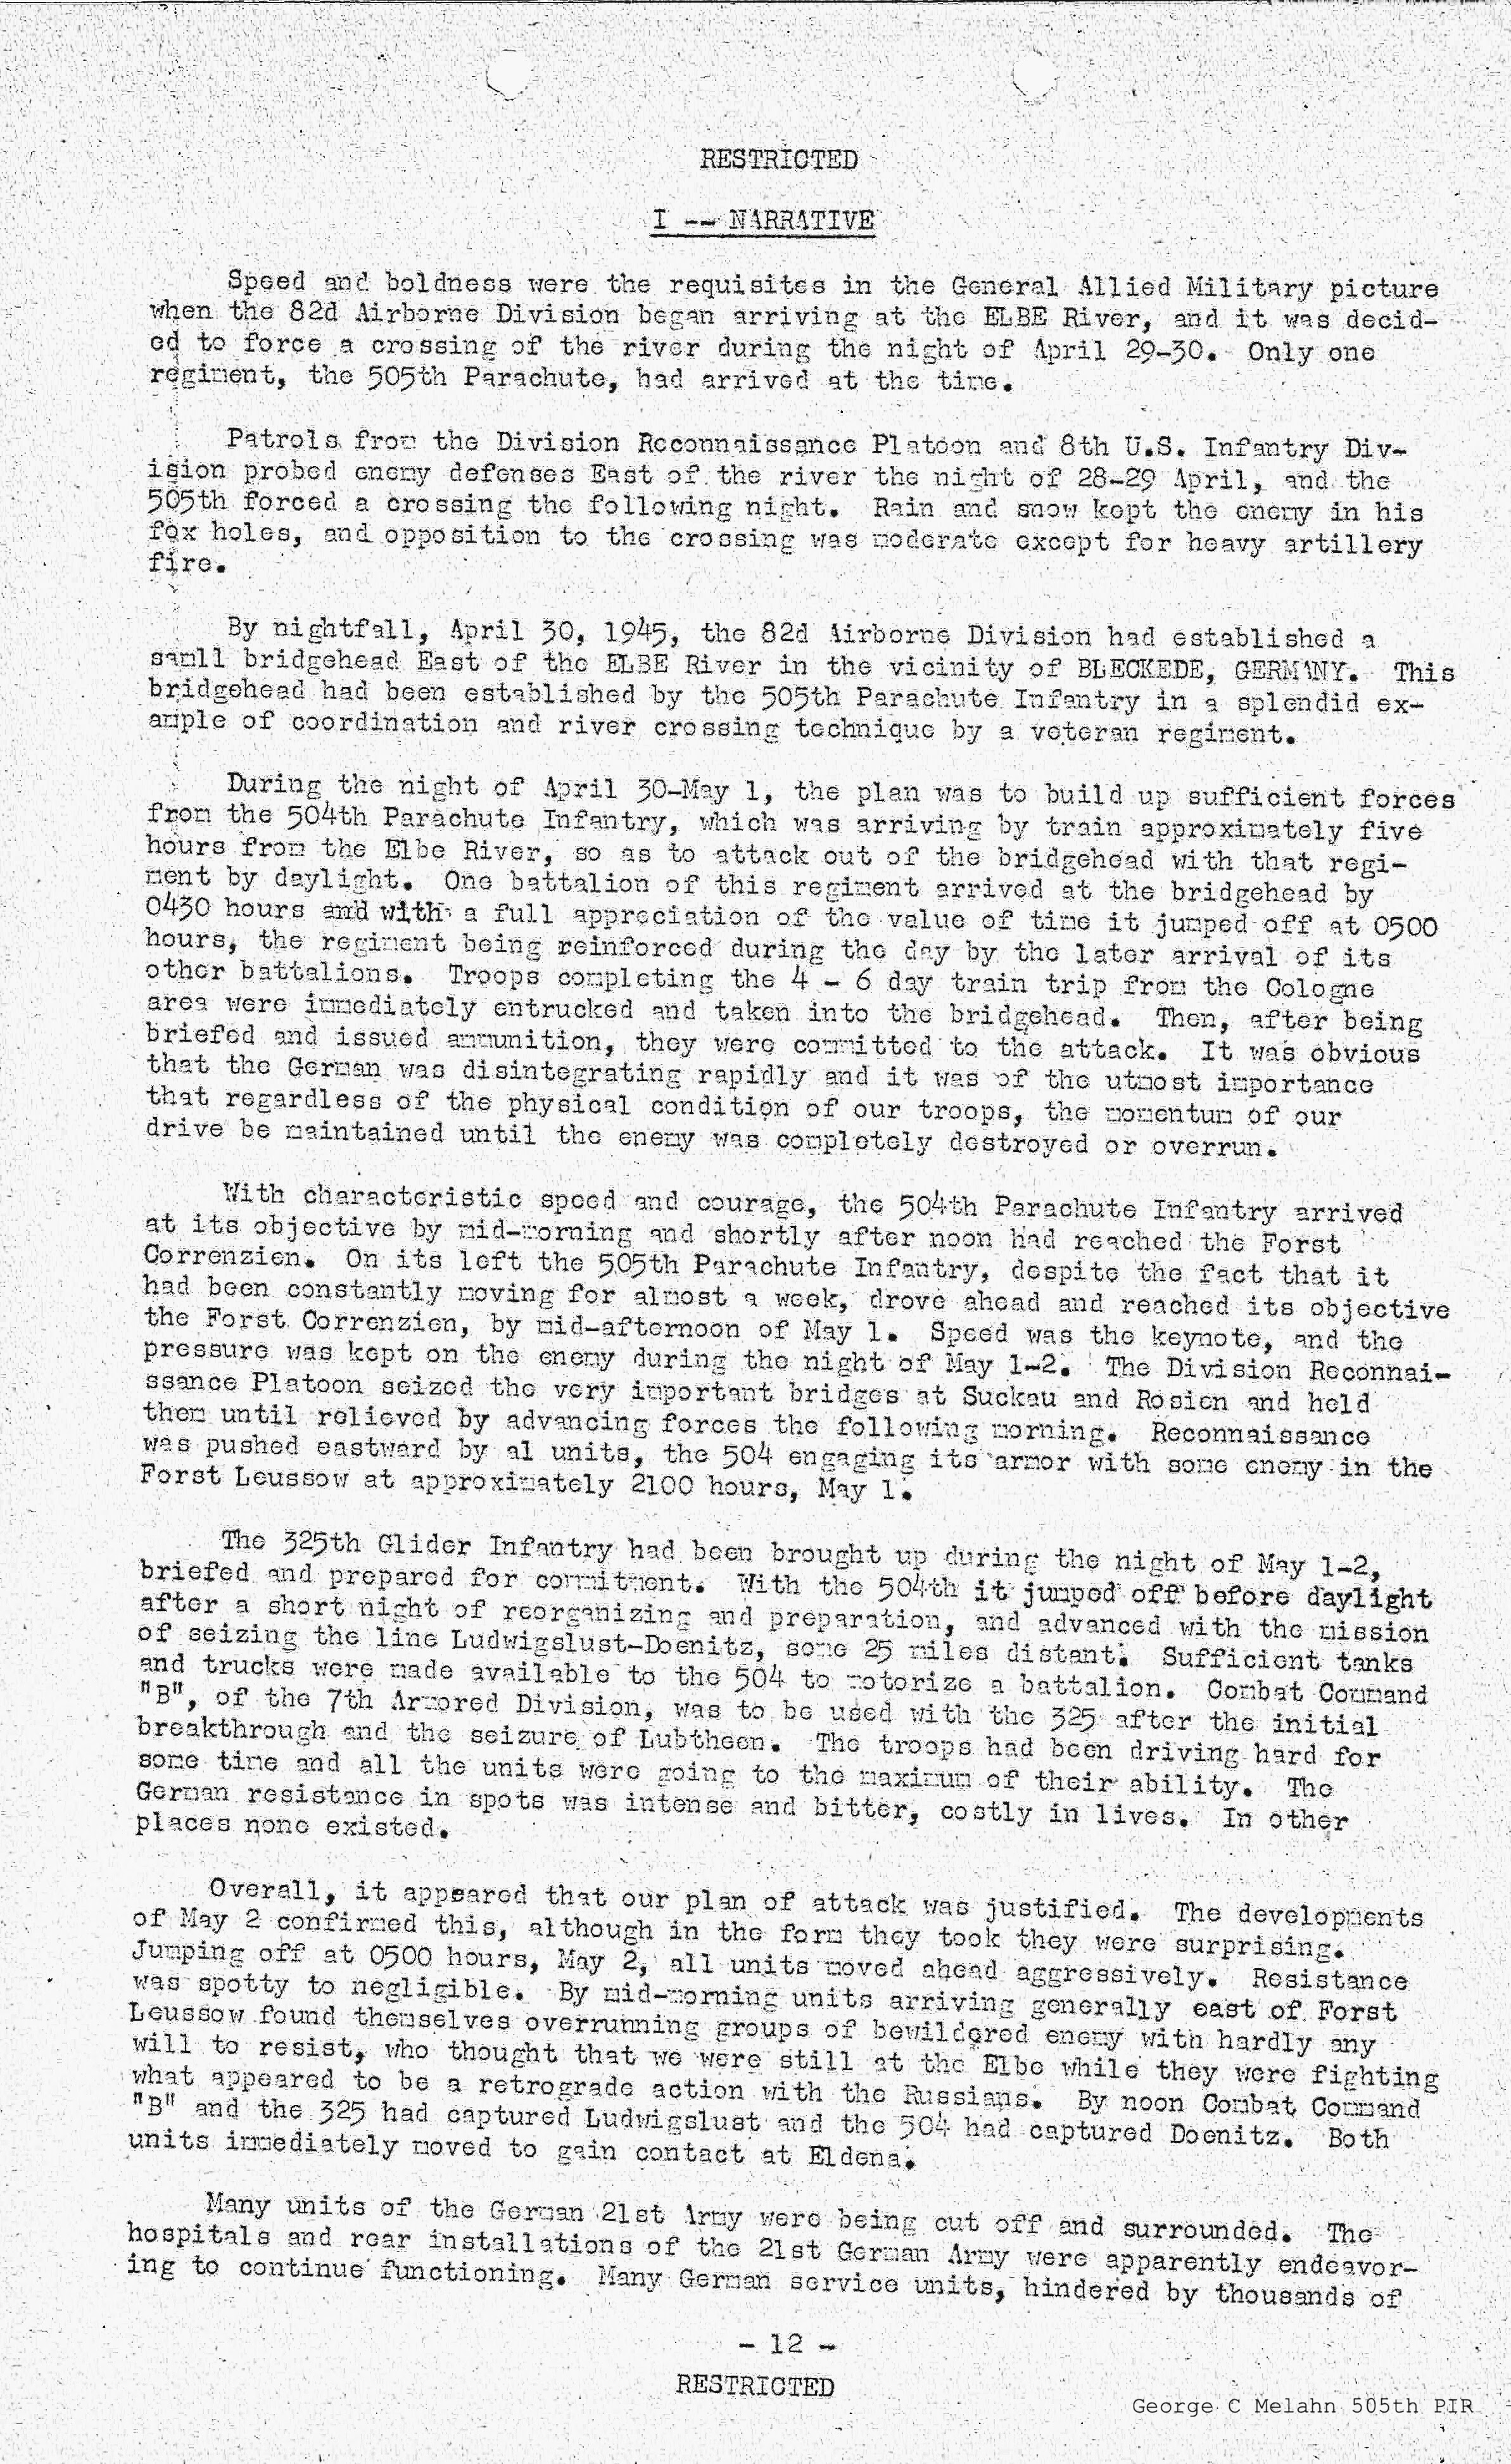 RESTRICTED
I -- NARRATIVE
Speed and boldness were the requisites in the General Allied Military picture
when the 82d Airborne Division began arriving at the ELBE River, and it was decid-
ed to force a crossing of the river during the night of April 29-30. Only one
regiment, the 505th Parachute, had arrived at the time.
Patrols from the Division Reconnaissance Platoon and 8th U.S. Infantry Div-
ision probed enemy defenses East of the river the night of 28-29 April, and the
505th forced a crossing the following night. Rain and snow kept the enemy in his
fox holes, and opposition to the crossing was moderate except for heavy artillery
fire.
By nightfall, April 30, 1945, the 82d Airborne Division had established a
samll bridgehead East of the ELBE River in the vicinity of BLECKEDE, GERMANY. This
bridgehead had been established by the 505th Parachute Infantry in a splendid ex-
ample of coordination and river crossing technique by a veteran regiment.
During the night of April 30-May 1, the plan was to build up sufficient forces
from the 504th Parachute Infantry, which was arriving by train approximately five
hours from the Elbe River, so as to attack out of the bridgehead with that regi-
ment by daylight. One battalion of this regiment arrived at the bridgehead by
0430 hours and with a full appreciation of the value of time it jumped off at 0500
hours, the regiment being reinforced during the day by the later arrival of its
other battalions. Troops completing the 4 - 6 day train trip from the Cologne
area were immediately entrucked and taken into the bridgehead. Then, after being
briefed and issued ammunition, they were committed to the attack. It was obvious
that the German was disintegrating rapidly and it was of the utmost importance
that regardless of the physical condition of our troops, the momentum of our
drive be maintained until the enemy was completely destroyed or overrun.
With characteristic speed and courage, the 504th Parachute Infantry arrived
at its objective by mid-morning and shortly after noon had reached the Forst
Correnzien. On its left the 505th Parachute Infantry, despite the fact that it
had been constantly moving for almost a week, drove ahead and reached its objective
the Forst Correnzien, by mid-afternoon of May 1. Speed was the keynote, and the
pressure was kept on the enemy during the night of May 1-2. The Division Reconnai-
ssance Platoon seized the very important bridges at Suckau and Rosien and held
them until relieved by advancing forces the following morning. Reconnaissance
was pushed eastward by al units, the 504 engaging its armor with some enemy in the
Forst Leussow at approximately 2100 hours, May 1.
The 325th Glider Infantry had been brought up during the night of May 1-2,
briefed and prepared for commitment. With the 504th it jumped off before daylight
after a short night of reorganizing and preparation, and advanced with the mission
of seizing the line Ludwigslust-Doenitz, some 25 miles distant. Sufficient tanks
and trucks were made available to the 504 to motorize a battalion. Combat Command
"B", of the 7th Armored Division, was to be used with the 325 after the initial
breakthrough and the seizure of Lubtheen. The troops had been driving hard for
some time and all the units were going to the maximum of their ability. The
German resistance in spots was intense and bitter, costly in lives. In other
places none existed.
Overall, it appeared that our plan of attack was justified. The developments
of May 2 confirmed this, although in the form they took they were surprising.
Jumping off at 0500 hours, May 2, all units moved ahead aggressively. Resistance
was spotty to negligible. By mid-morning units arriving generally east of Forst
Leussow found themselves overrunning groups of bewildered enemy with hardly any
will to resist, who thought that we were still at the Elbe while they were fighting
what appeared to be a retrograde action with the Russians. By noon Combat Command
"B" and the 325 had captured Ludwigslust and the 504 had captured Doenitz. Both
units immediately moved to gain contact at Eldena.
Many units of the German 21st Army were being cut off and surrounded. The
hospitals and rear installations of the 21st German Army were apparently endeavor-
ing to continue functioning. Many German service units, hindered by thousands of
- 12 -
RESTRICTED
George C Melahn 505th PIR